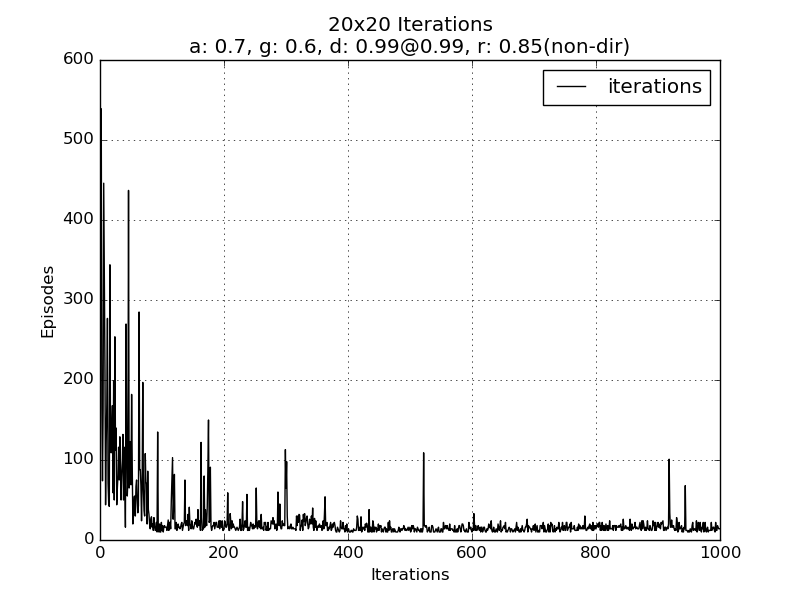 20x20 Iterations
a: 0.7, g: 0.6, d: 0.99@0.99, r: 0.85(non-dir)
600
iterations
500
400
300
Episodes
200
100
0
0 200 400 600 800 1000
Iterations